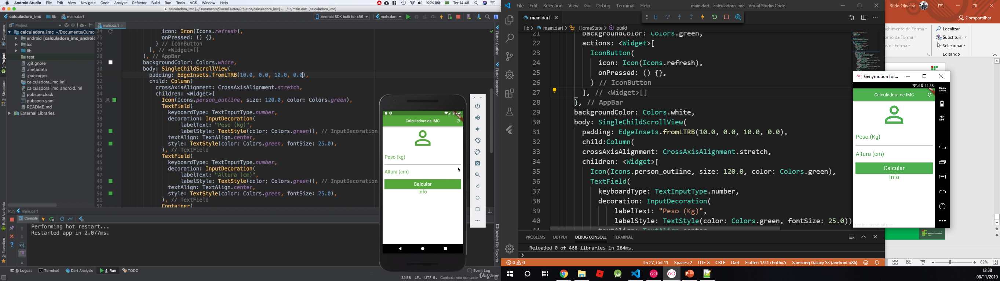 Android Studio File Edit View Navigate Code Analyze Refactor Build Run Tools VCS Window Help
100% Ter 14:46
calculadora_imc [~/Documents/CursoFlutter/Projetos/calculadora_imc] - .../lib/main.dart [calculadora_imc]
calculadora_imc lib main.dart
Android SDK built for x86 main.dart
Project
main.dart
calculadora_imc ~/Documents/Curso
android [calculadora_imc_android
ios
lib
test
.gitignore
.metadata
.packages
calculadora_imc.iml
calculadora_imc_android.iml
pubspec.lock
pubspec.yaml
README.md
External Libraries
Captures
1: Project
Z: Structure
Build Variants
2: Favorites
24 icon: Icon(Icons.refresh),
25 onPressed: () {},
26 ) // IconButton
27 ], // <Widget>[]
28 ), // AppBar
29 backgroundColor: Colors.white,
30 body: SingleChildScrollView(
31 padding: EdgeInsets.fromLTRB(10.0, 0.0, 10.0, 0.0),
32 child: Column(
33 crossAxisAlignment: CrossAxisAlignment.stretch,
34 children: <Widget>[
35 Icon(Icons.person_outline, size: 120.0, color: Colors.green),
36 TextField(
37 keyboardType: TextInputType.number,
38 decoration: InputDecoration(
39 labelText: "Peso (kg)",
40 labelStyle: TextStyle(color: Colors.green)), // InputDecoration
41 textAlign: TextAlign.center,
42 style: TextStyle(color: Colors.green, fontSize: 25.0),
43 ), // TextField
44 TextField(
45 keyboardType: TextInputType.number,
46 decoration: InputDecoration(
47 labelText: "Altura (cm)",
48 labelStyle: TextStyle(color: Colors.green)), // InputDecoration
49 textAlign: TextAlign.center,
50 style: TextStyle(color: Colors.green, fontSize: 25.0),
51 ), // TextField
52 Container(
Flutter Outline
Flutter Inspector
Device File Explorer
Calculadora de IMC
Peso (kg)
Altura (cm)
Calcular
Info
Run main.dart
Console
Performing hot restart...
Restarted app in 2.077ms.
6: Logcat Terminal Dart Analysis 4: Run TODO
Event Log
31:58 LF UTF-8 Context: <no context>
Udemy
File Edit Selection View Go Debug Terminal Help
main.dart - calculadora_imc - Visual Studio Code
main.dart
lib > main.dart > _HomeState > build
21 backgroundColor: Colors.green,
22 actions: <Widget>[
23 IconButton(
24 icon: Icon(Icons.refresh),
25 onPressed: () {},
26 ) // IconButton
27 ], // <Widget>[]
28 ), // AppBar
29 backgroundColor: Colors.white,
30 body: SingleChildScrollView(
31 padding: EdgeInsets.fromLTRB(10.0, 0.0, 10.0, 0.0),
32 child:Column(
33 crossAxisAlignment: CrossAxisAlignment.stretch,
34 children: <Widget>[
35 Icon(Icons.person_outline, size: 120.0, color: Colors.green),
36 TextField(
37 keyboardType: TextInputType.number,
38 decoration: InputDecoration(
39 labelText: "Peso (Kg)",
40 labelStyle: TextStyle(color: Colors.green, fontSize: 25.0))
41 textAlign: TextAlign.center
PROBLEMS OUTPUT DEBUG CONSOLE TERMINAL
Reloaded 0 of 468 libraries in 284ms.
0 0
Ln 27, Col 11 Spaces: 2 UTF-8 CRLF Dart Flutter: 1.9.1+hotfix.5 Samsung Galaxy S3 (android-x86)
Rildo Oliveira
Compartilhar
chimento da Forma
orno da Forma
s de Forma
Localizar
Substituir
Selecionar
Editando
Genymotion for...
11:38
Calculadora de IMC
Peso (Kg)
Altura (cm)
Calcular
Info
free for personal use
Open GAPPS
GPS
INSTITUTO FEDERAL
82%
13:38
08/11/2019